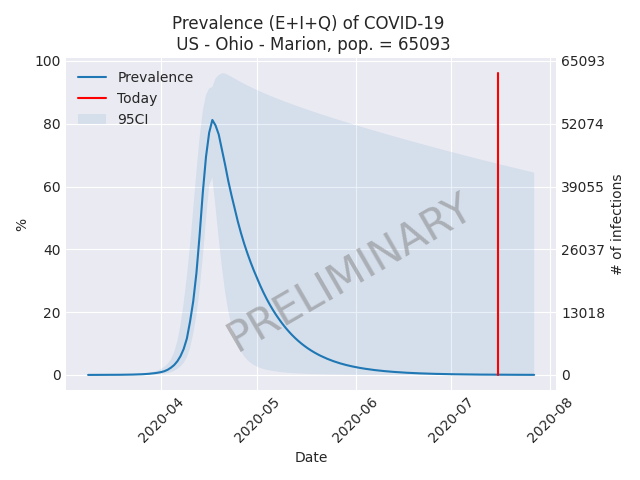 Prevalence (E+I+Q) of COVID-19
US - Ohio - Marion, pop. = 65093
Prevalence
Today
95CI
100
80
60
40
20
0
%
65093
52074
39055
26037
13018
0
# of infections
PRELIMINARY
2020-04
2020-05
2020-06
2020-07
2020-08
Date